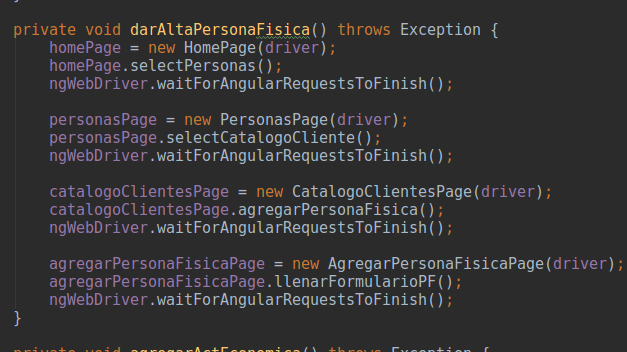 private void darAltaPersonaFisica() throws Exception {
homePage = new HomePage(driver);
homePage.selectPersonas();
ngWebDriver.waitForAngularRequestsToFinish();
personasPage = new PersonasPage(driver);
personasPage.selectCatalogoCliente();
ngWebDriver.waitForAngularRequestsToFinish();
catalogoClientesPage = new CatalogoClientesPage(driver);
catalogoClientesPage.agregarPersonaFisica();
ngWebDriver.waitForAngularRequestsToFinish();
agregarPersonaFisicaPage = new AgregarPersonaFisicaPage(driver);
agregarPersonaFisicaPage.llenarFormularioPF();
ngWebDriver.waitForAngularRequestsToFinish();
}
private void agregarActEconomica() throws Exception {